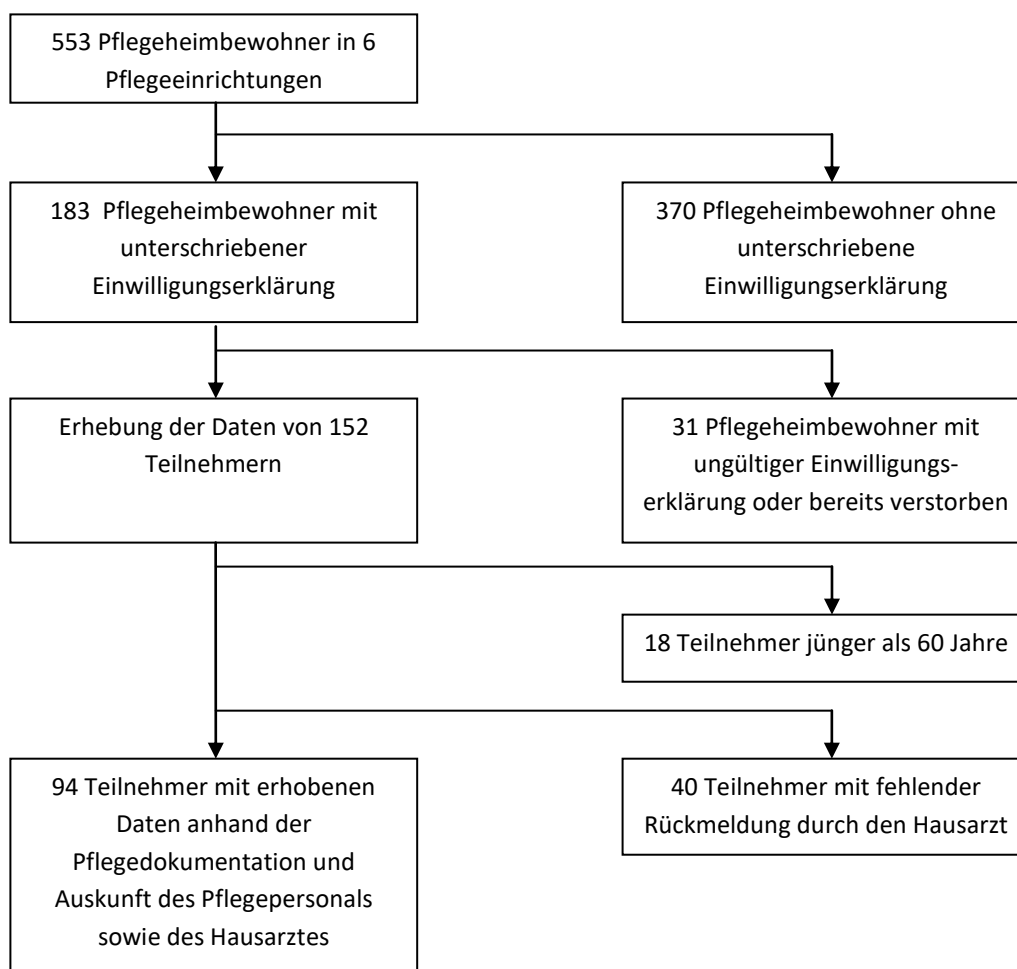 553 Pflegeheimbewohner in 6
Pflegeeinrichtungen
183 Pflegeheimbewohner mit
unterschriebener
Einwilligungserklärung
370 Pflegeheimbewohner ohne
unterschriebene
Einwilligungserklärung
Erhebung der Daten von 152
Teilnehmern
31 Pflegeheimbewohner mit
ungültiger Einwilligungs-
erklärung oder bereits verstorben
18 Teilnehmer jünger als 60 Jahre
94 Teilnehmer mit erhobenen
Daten anhand der
Pflegedokumentation und
Auskunft des Pflegepersonals
sowie des Hausarztes
40 Teilnehmer mit fehlender
Rückmeldung durch den Hausarzt